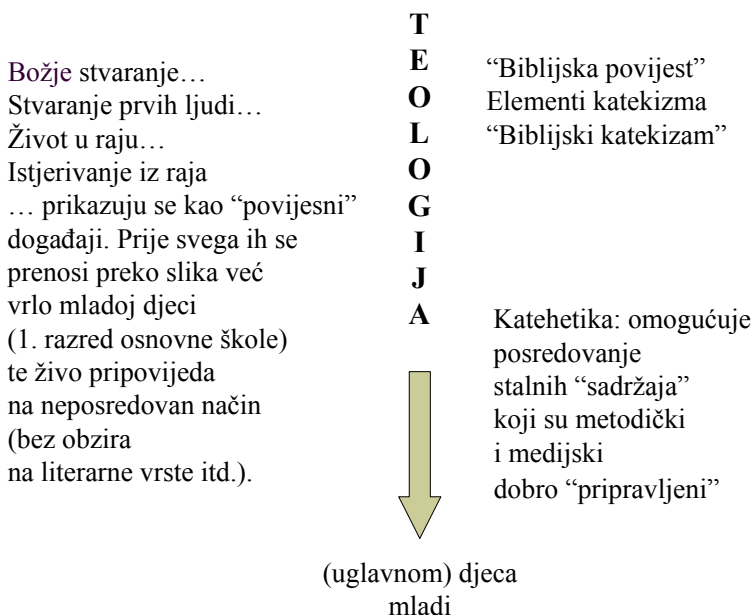 T
E
O
L
O
G
I
J
A
Božje stvaranje…
Stvaranje prvih ljudi…
Život u raju…
Istjerivanje iz raja
… prikazuju se kao “povijesni”
događaji. Prije svega ih se
prenosi preko slika već
vrlo mladoj djeci
(1. razred osnovne škole)
te živo pripovijeda
na neposredovan način
(bez obzira
na literarne vrste itd.).
“Biblijska povijest”
Elementi katekizma
“Biblijski katekizam”
Katehetika: omogućuje
posredovanje
stalnih “sadržaja”
koji su metodički
i medijski
dobro “pripravljeni”
(uglavnom) djeca
mladi